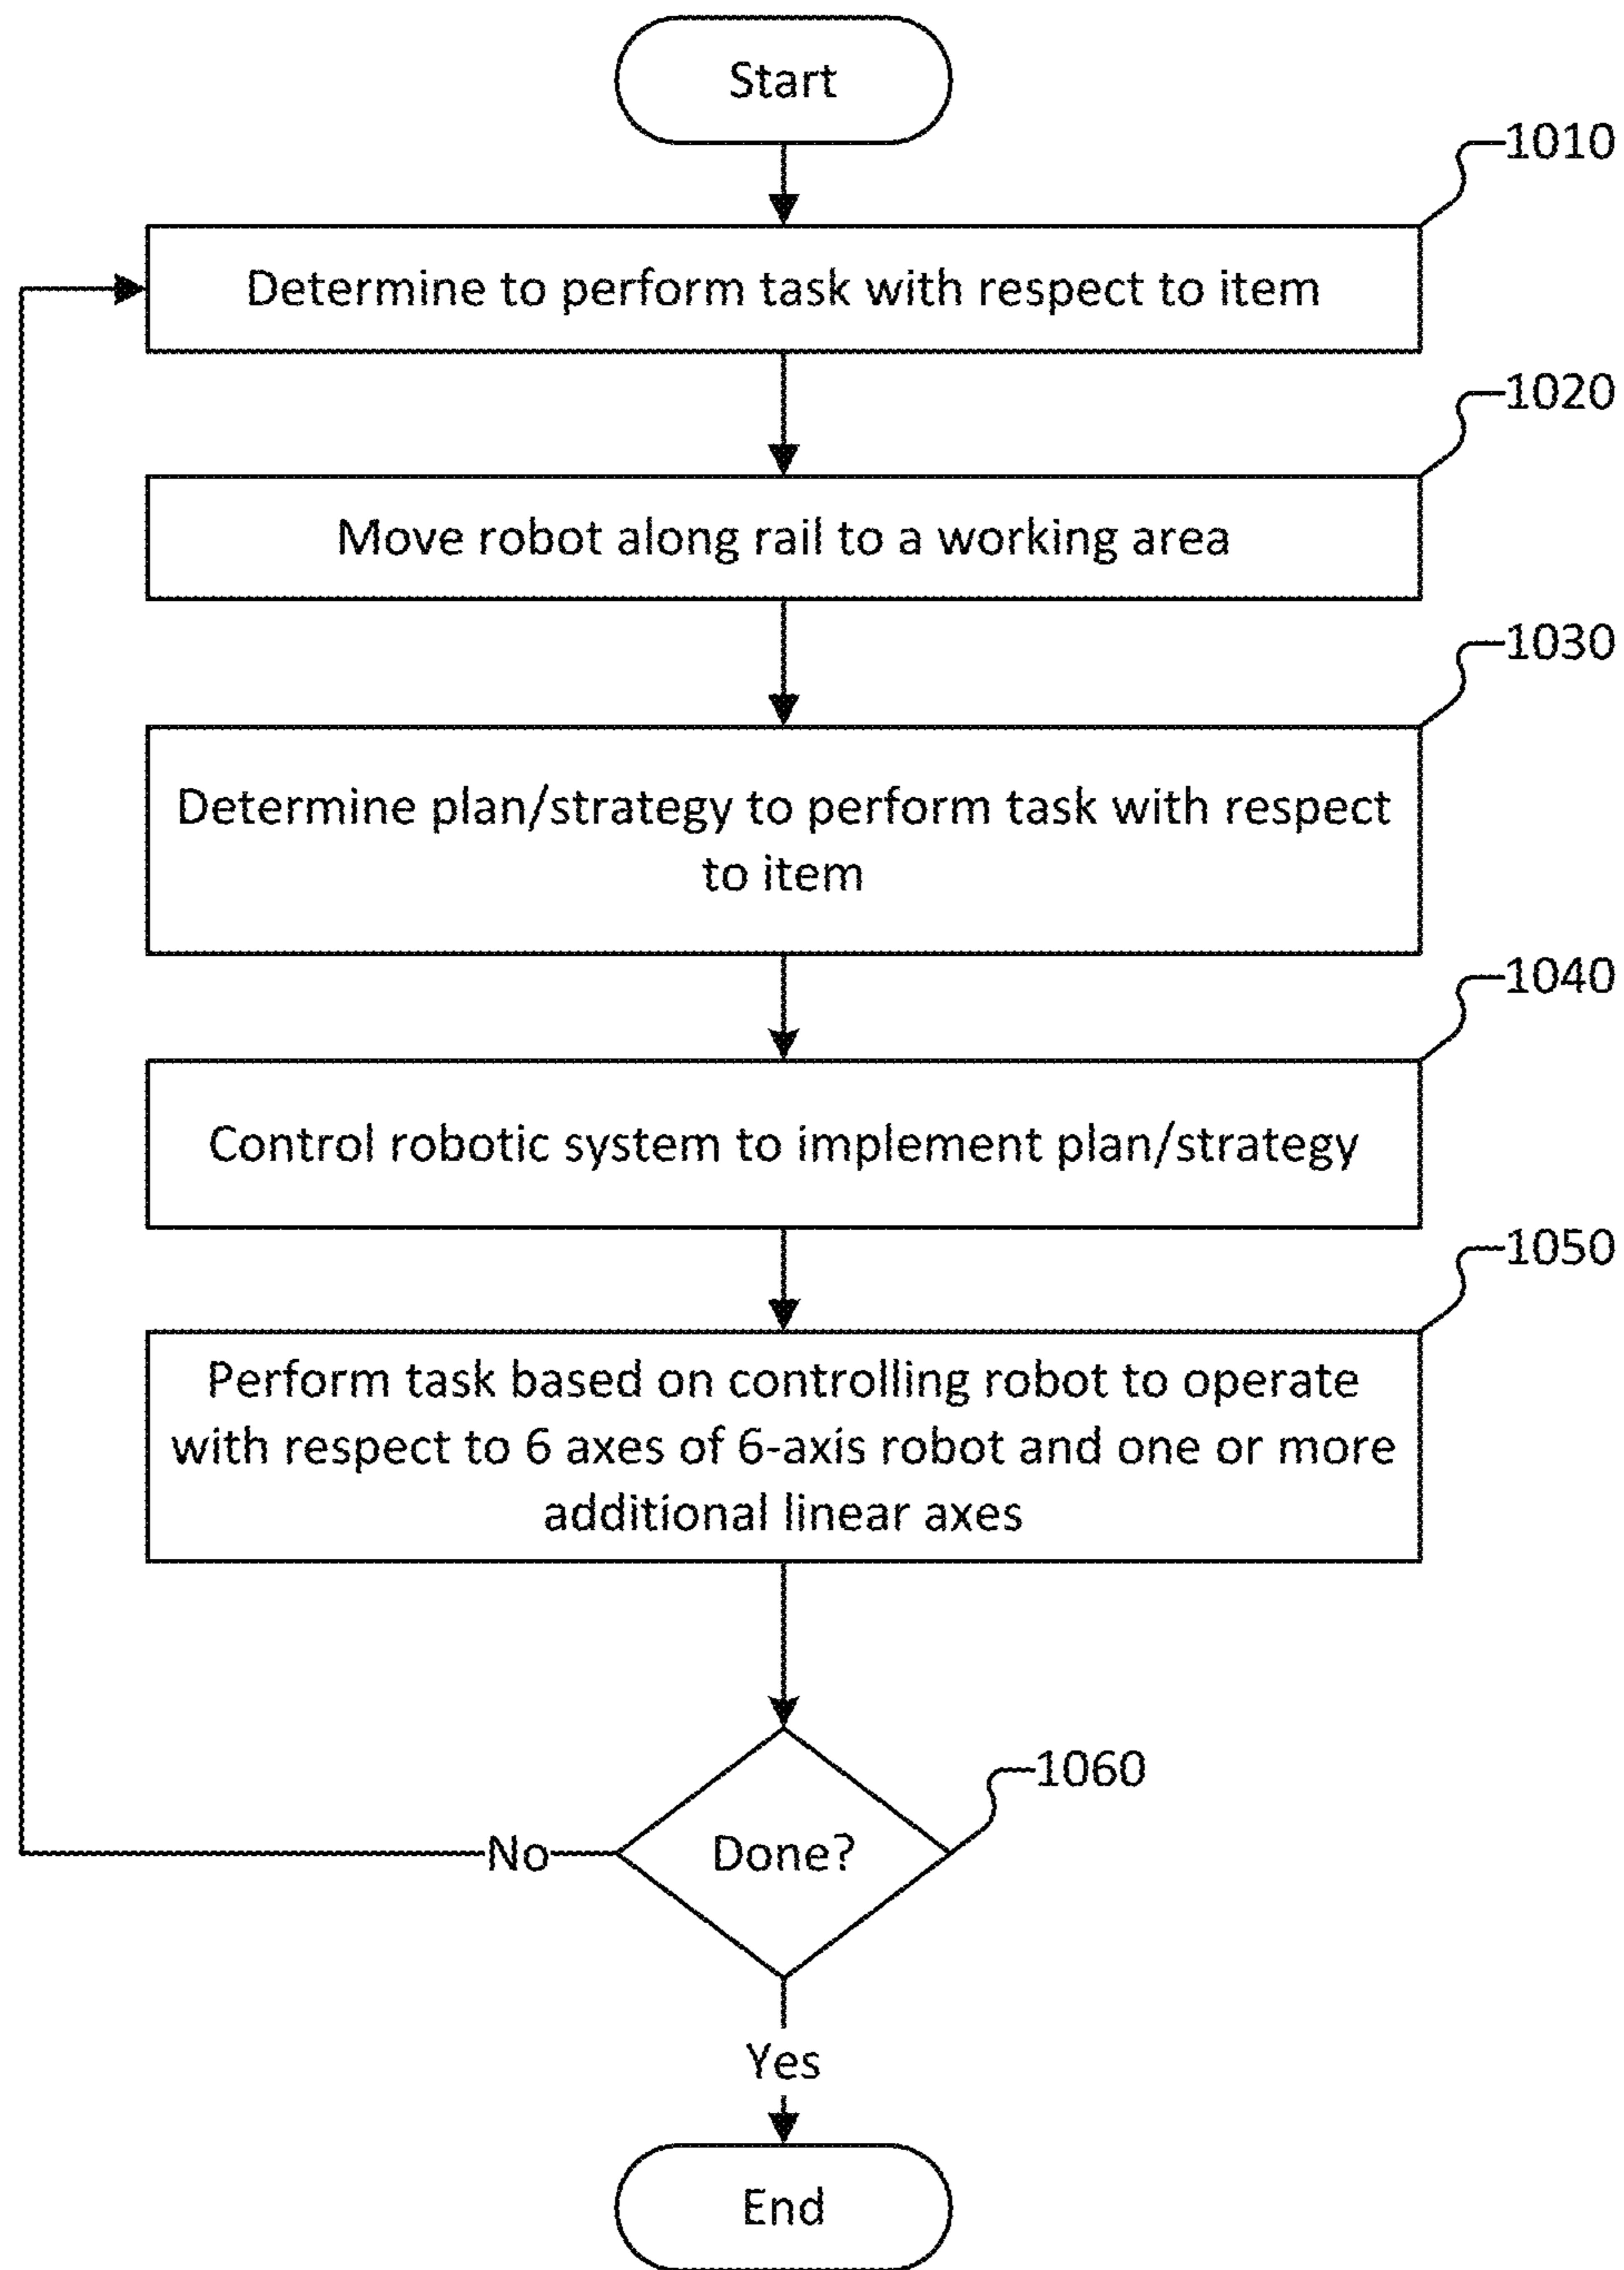 Start
1010
Determine to perform task with respect to item
1020
Move robot along rail to a working area
1030
Determine plan/strategy to perform task with respect
to item
1040
Control robotic system to implement plan/strategy
1050
Perform task based on controlling robot to operate
with respect to 6 axes of 6-axis robot and one or more
additional linear axes
1060
No
Done?
Yes
End